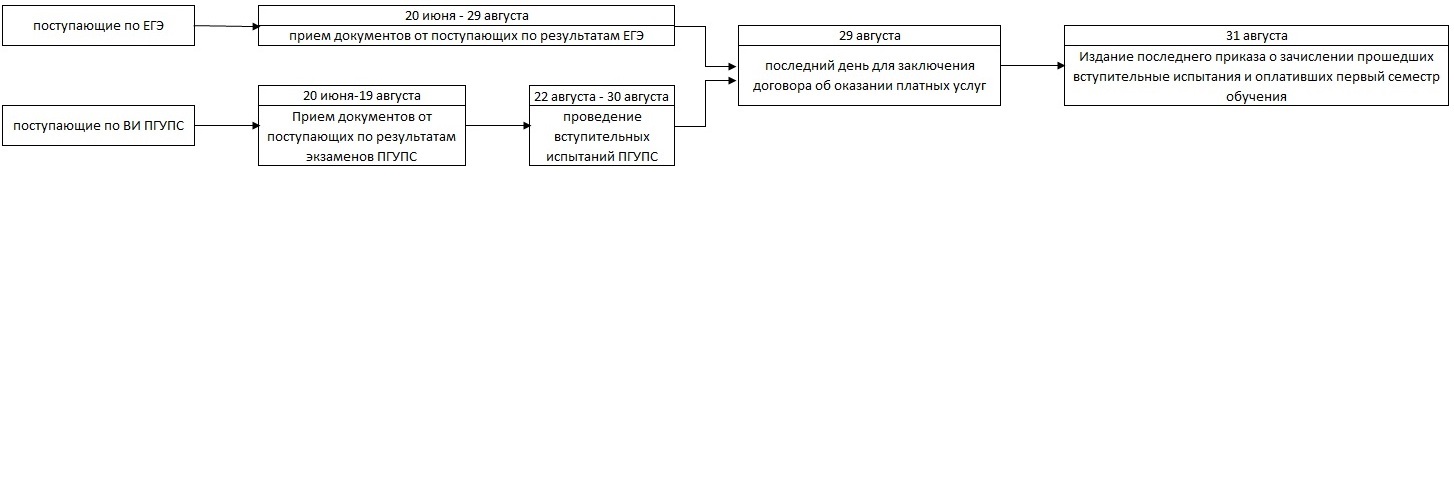 поступающие по ЕГЭ
20 июня - 29 августа
прием документов от поступающих по результатам ЕГЭ
поступающие по ВИ ПГУПС
20 июня-19 августа
Прием документов от
поступающих по результатам
экзаменов ПГУПС
22 августа - 30 августа
проведение
вступительных
испытаний ПГУПС
29 августа
последний день для заключения
договора об оказании платных услуг
31 августа
Издание последнего приказа о зачислении прошедших
вступительные испытания и оплативших первый семестр
обучения